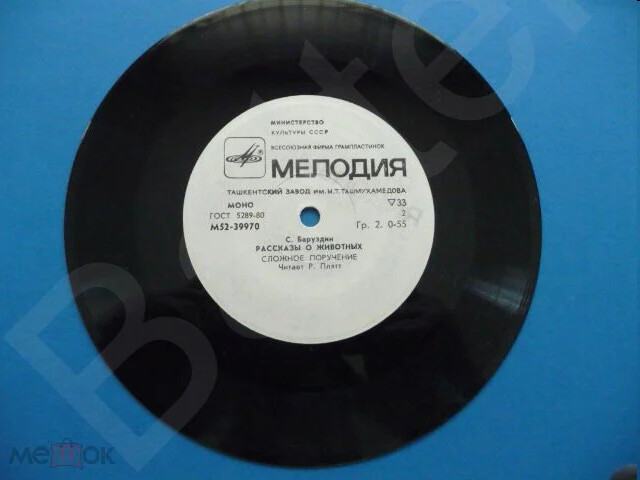 МИНИСТЕРСТВО
КУЛЬТУРЫ СССР
ВСЕСОЮЗНАЯ ФИРМА ГРАМПЛАСТИНОК
МЕЛОДИЯ
ТАШКЕНТСКИЙ ЗАВОД ИМ. М.Т. ТАШМУХАМЕДОВА
МОНО ▽33
ГОСТ 5289-80 2
М52-39970 Гр. 2. 0-55
С. Баруздин
РАССКАЗЫ О ЖИВОТНЫХ
СЛОЖНОЕ ПОРУЧЕНИЕ
Читает Р. Плятт
мешок